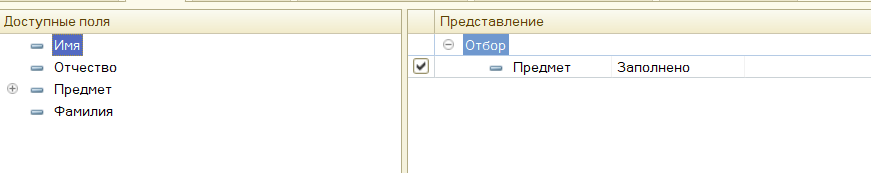 Доступные поля
Имя
Отчество
Предмет
Фамилия
Представление
Отбор
Предмет Заполнено